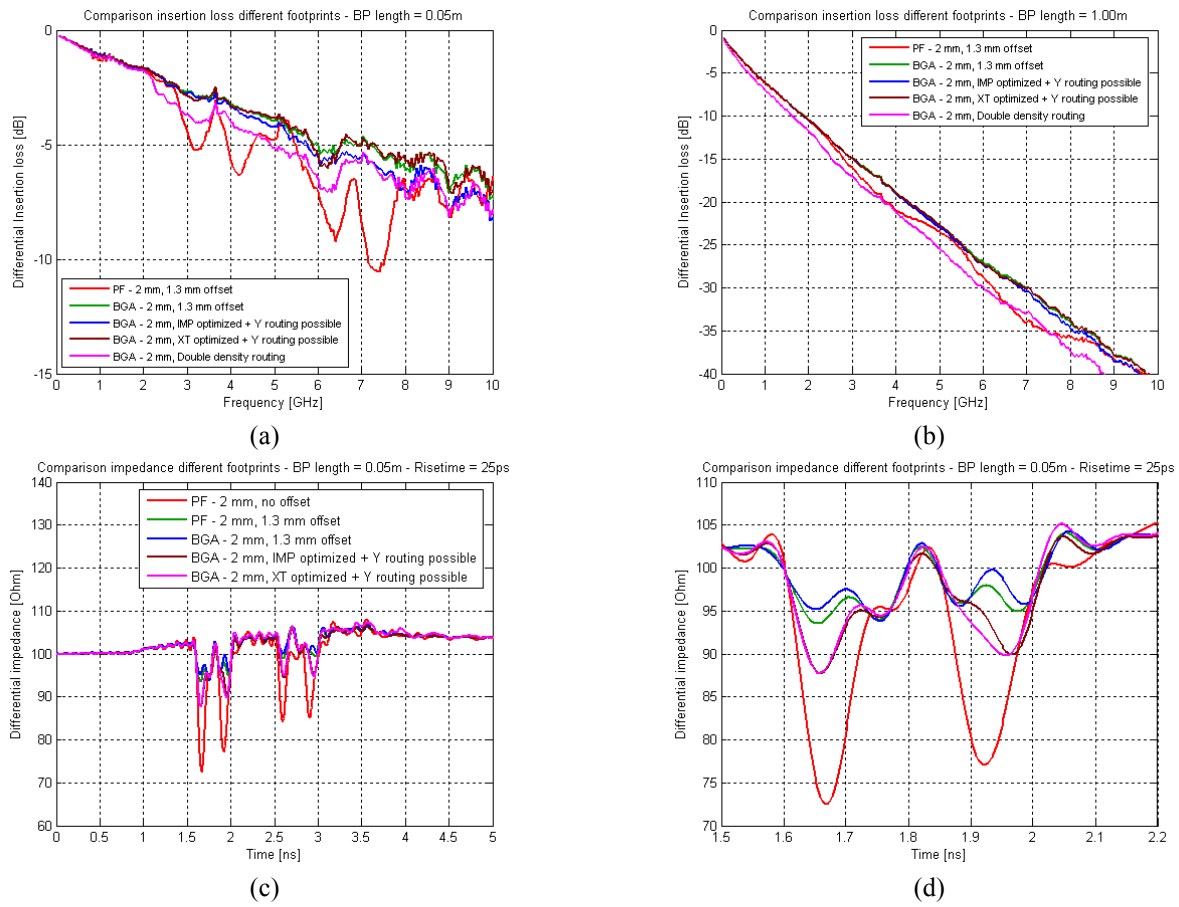 Comparison insertion loss different footprints - BP length = 0.05m
0
-5
-10
-15
Differential Insertion loss [dB]
PF - 2 mm, 1.3 mm offset
BGA - 2 mm, 1.3 mm offset
BGA - 2 mm, IMP optimized + Y routing possible
BGA - 2 mm, XT optimized + Y routing possible
BGA - 2 mm, Double density routing
0 1 2 3 4 5 6 7 8 9 10
Frequency [GHz]
(a)
Comparison insertion loss different footprints - BP length = 1.00m
0
-5
-10
-15
-20
-25
-30
-35
-40
Differential Insertion loss [dB]
PF - 2 mm, 1.3 mm offset
BGA - 2 mm, 1.3 mm offset
BGA - 2 mm, IMP optimized + Y routing possible
BGA - 2 mm, XT optimized + Y routing possible
BGA - 2 mm, Double density routing
0 1 2 3 4 5 6 7 8 9 10
Frequency [GHz]
(b)
Comparison impedance different footprints - BP length = 0.05m - Risetime = 25ps
140
130
120
110
100
90
80
70
60
Differential impedance [Ohm]
PF - 2 mm, no offset
PF - 2 mm, 1.3 mm offset
BGA - 2 mm, 1.3 mm offset
BGA - 2 mm, IMP optimized + Y routing possible
BGA - 2 mm, XT optimized + Y routing possible
0 0.5 1 1.5 2 2.5 3 3.5 4 4.5 5
Time [ns]
(c)
Comparison impedance different footprints - BP length = 0.05m - Risetime = 25ps
110
105
100
95
90
85
80
75
70
Differential impedance [Ohm]
1.5 1.6 1.7 1.8 1.9 2 2.1 2.2
Time [ns]
(d)